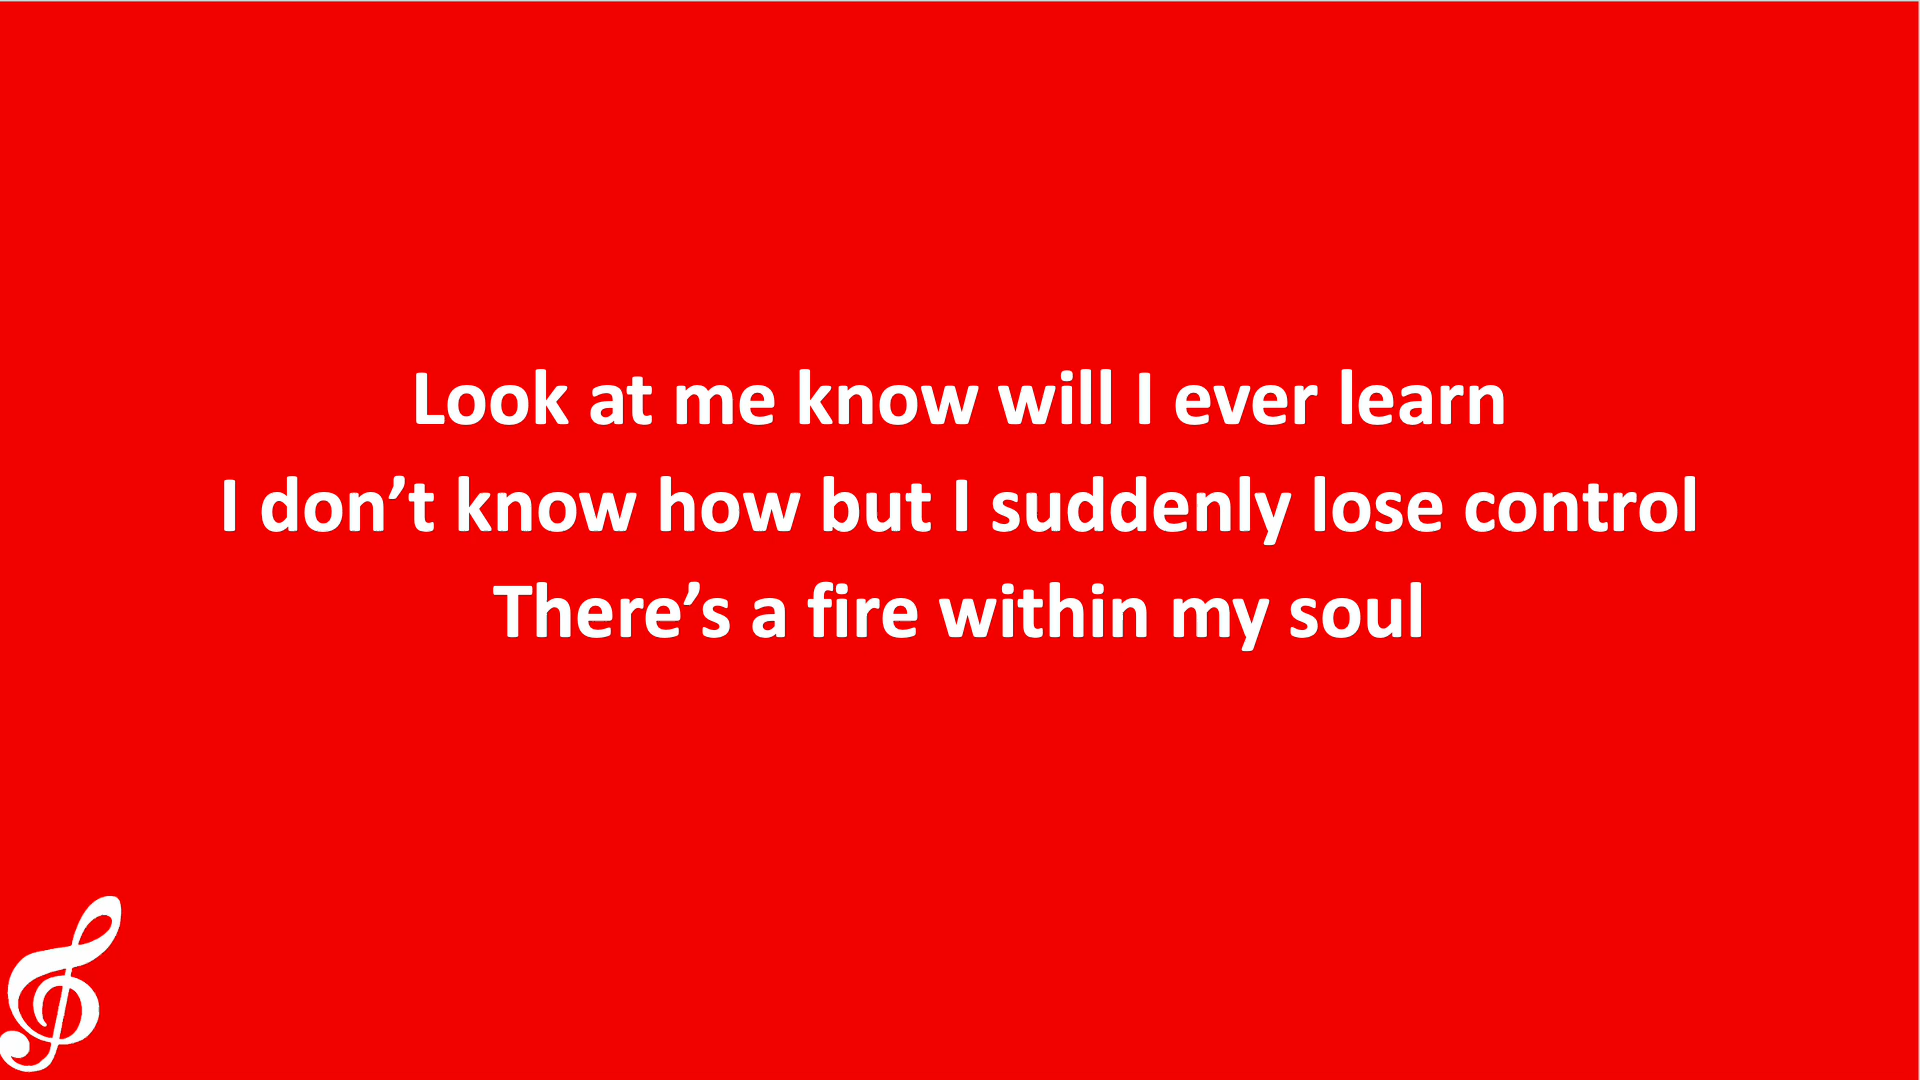 Look at me know will I ever learn
I don’t know how but I suddenly lose control
There’s a fire within my soul